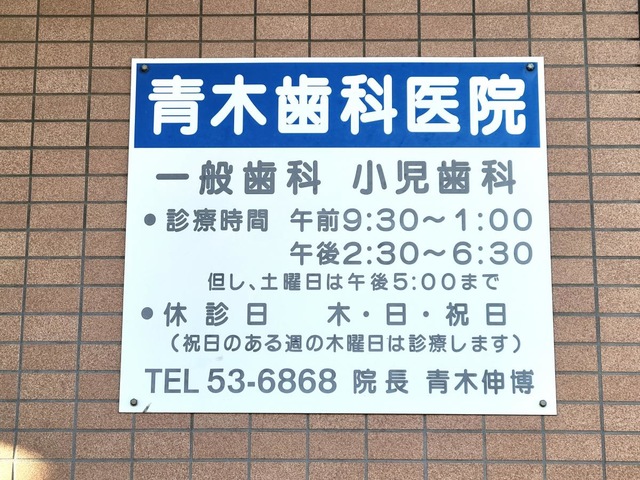 青木歯科医院
一般歯科 小児歯科
●診療時間 午前9:30～1:00
午後2:30～6:30
但し、土曜日は午後5:00まで
●休診日 木・日・祝日
（祝日のある週の木曜日は診療します）
TEL 53-6868 院長 青木伸博